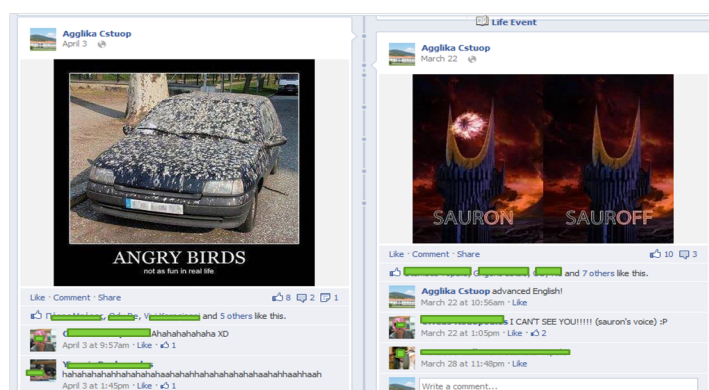 Life Event
Agglika Cstuop
April 3
ANGRY BIRDS
not as fun in real life
Like · Comment · Share
8 2 1
and 5 others like this.
Ahahahahahaha XD
April 3 at 9:57am · Like · 1
April 3 at 1:45pm · Like · 1
Agglika Cstuop
March 22
SAURON SAUROFF
Like · Comment · Share
10 3
and 7 others like this.
Agglika Cstuop advanced English!
March 22 at 10:56am · Like
I CAN'T SEE YOU!!!!! (sauron's voice) :P
March 22 at 1:05pm · Like · 2
March 28 at 11:48pm · Like
Write a comment...